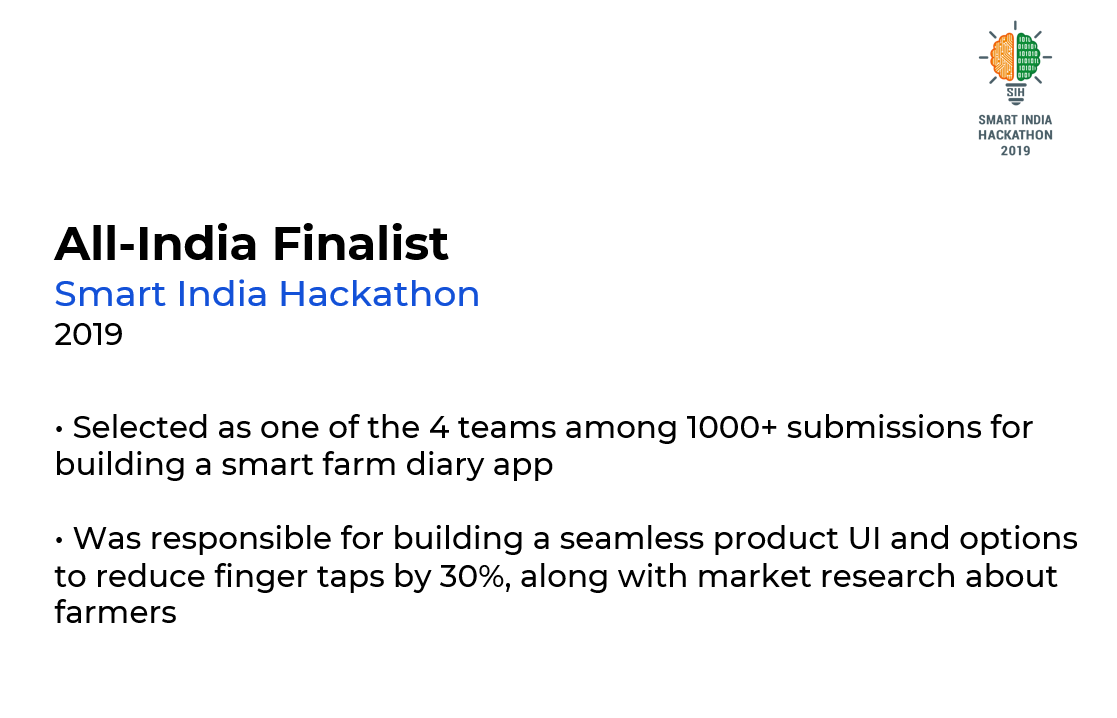 SIH
SMART INDIA
HACKATHON
2019
All-India Finalist
Smart India Hackathon
2019
• Selected as one of the 4 teams among 1000+ submissions for
building a smart farm diary app
• Was responsible for building a seamless product UI and options
to reduce finger taps by 30%, along with market research about
farmers